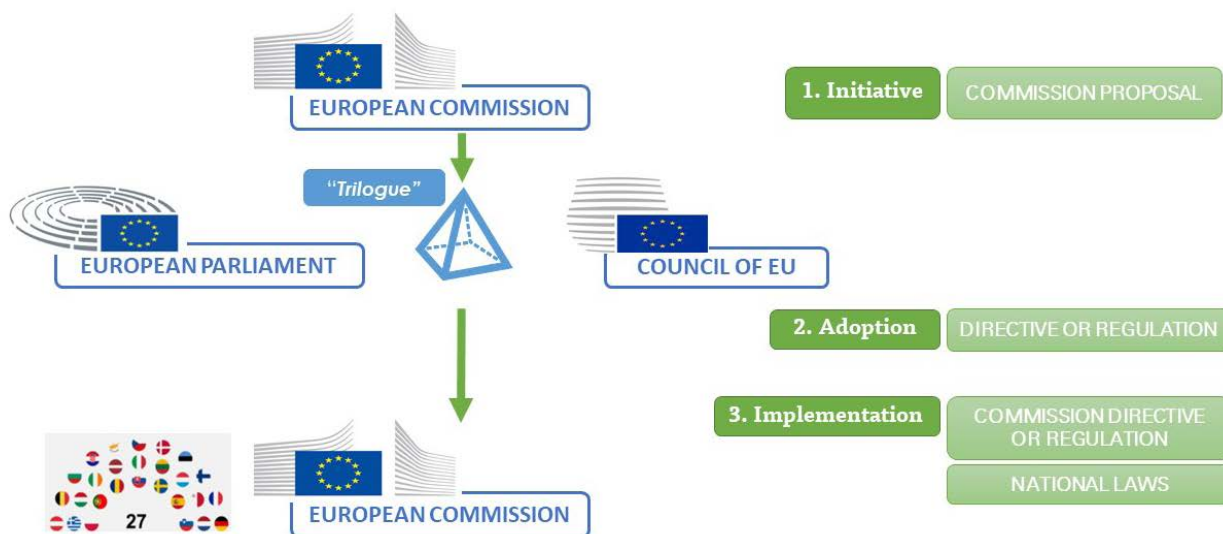 EUROPEAN COMMISSION
1. Initiative
COMMISSION PROPOSAL
“Trilogue”
EUROPEAN PARLIAMENT
COUNCIL OF EU
2. Adoption
DIRECTIVE OR REGULATION
3. Implementation
COMMISSION DIRECTIVE
OR REGULATION
NATIONAL LAWS
27
EUROPEAN COMMISSION